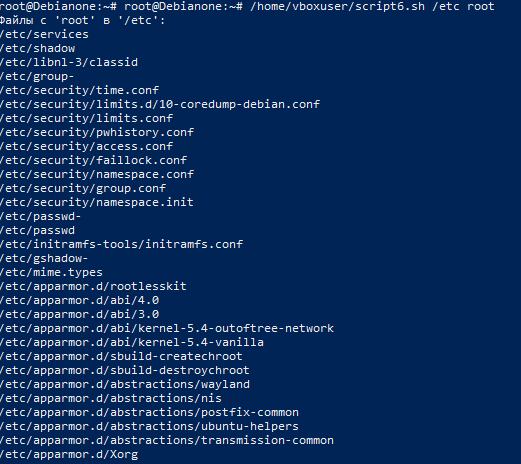 root@Debianone:~# root@Debianone:~# /home/vboxuser/script6.sh /etc root
Файлы с 'root' в '/etc':
/etc/services
/etc/shadow
/etc/libnl-3/classid
/etc/group-
/etc/security/time.conf
/etc/security/limits.d/10-coredump-debian.conf
/etc/security/limits.conf
/etc/security/pwhistory.conf
/etc/security/access.conf
/etc/security/faillock.conf
/etc/security/namespace.conf
/etc/security/group.conf
/etc/security/namespace.init
/etc/passwd-
/etc/passwd
/etc/initramfs-tools/initramfs.conf
/etc/gshadow-
/etc/mime.types
/etc/apparmor.d/rootlesskit
/etc/apparmor.d/abi/4.0
/etc/apparmor.d/abi/3.0
/etc/apparmor.d/abi/kernel-5.4-outoftree-network
/etc/apparmor.d/abi/kernel-5.4-vanilla
/etc/apparmor.d/sbuild-createchroot
/etc/apparmor.d/sbuild-destroychroot
/etc/apparmor.d/abstractions/wayland
/etc/apparmor.d/abstractions/nis
/etc/apparmor.d/abstractions/postfix-common
/etc/apparmor.d/abstractions/ubuntu-helpers
/etc/apparmor.d/abstractions/transmission-common
/etc/apparmor.d/Xorg